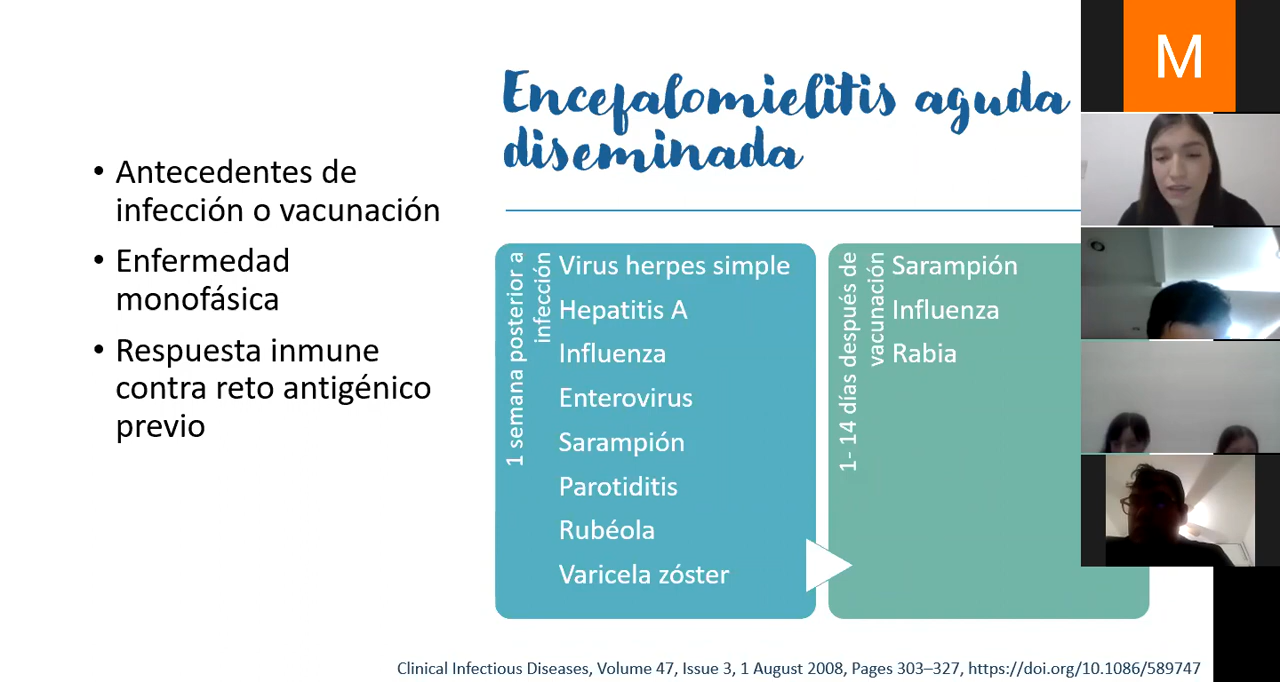 Encefalomielitis aguda
diseminada
• Antecedentes de
infección o vacunación
• Enfermedad
monofásica
• Respuesta inmune
contra reto antigénico
previo
1 semana posterior a
infección
Virus herpes simple
Hepatitis A
Influenza
Enterovirus
Sarampión
Parotiditis
Rubéola
Varicela zóster
1- 14 días después de
vacunación
Sarampión
Influenza
Rabia
Clinical Infectious Diseases, Volume 47, Issue 3, 1 August 2008, Pages 303–327, https://doi.org/10.1086/589747
M